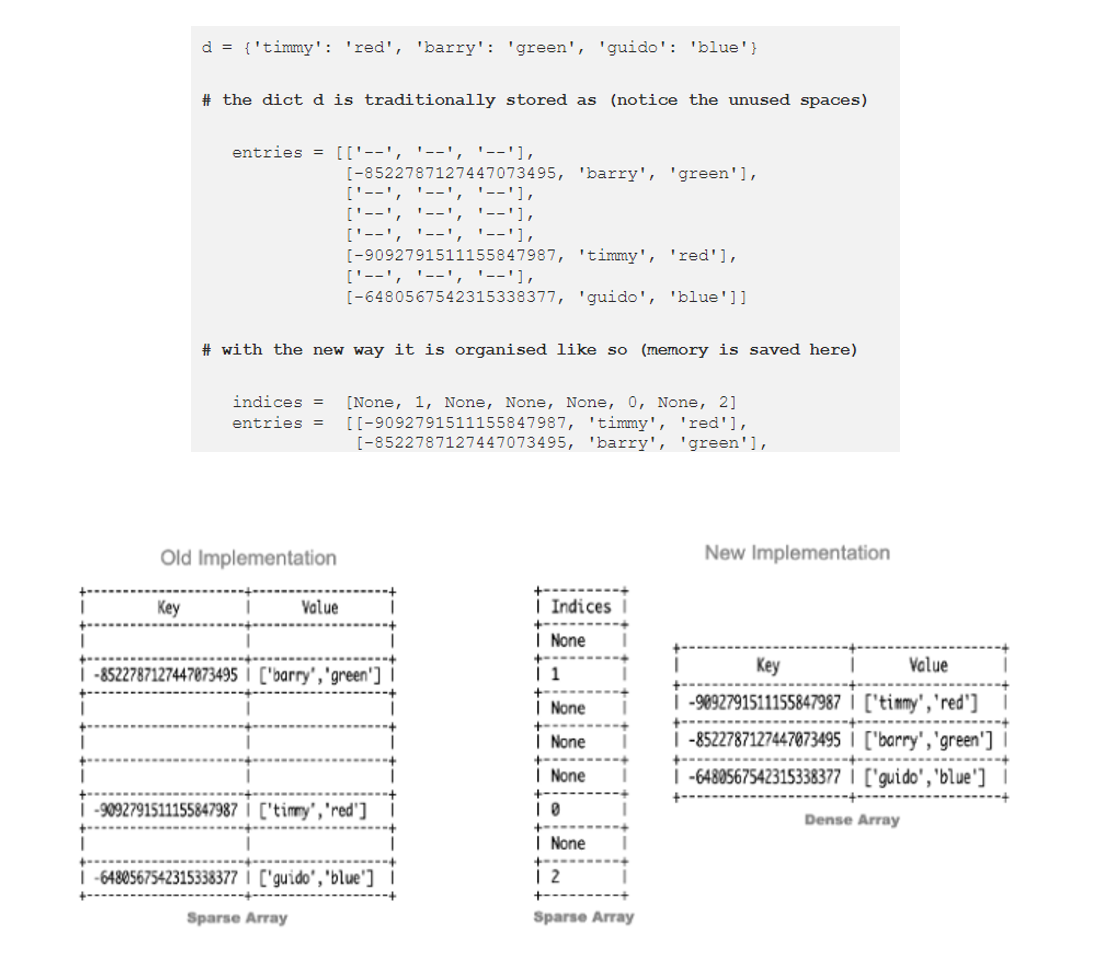 d = {'timmy': 'red', 'barry': 'green', 'guido': 'blue'}
# the dict d is traditionally stored as (notice the unused spaces)
entries = [['--', '--', '--'],
[-8522787127447073495, 'barry', 'green'],
['--', '--', '--'],
['--', '--', '--'],
['--', '--', '--'],
[-9092791511155847987, 'timmy', 'red'],
['--', '--', '--'],
[-6480567542315338377, 'guido', 'blue']]
# with the new way it is organised like so (memory is saved here)
indices = [None, 1, None, None, None, 0, None, 2]
entries = [[-9092791511155847987, 'timmy', 'red'],
[-8522787127447073495, 'barry', 'green'],
Old Implementation
Key | Value
-8522787127447073495 | ['barry','green']
-9092791511155847987 | ['timmy','red']
-6480567542315338377 | ['guido','blue']
Sparse Array
New Implementation
Indices
None
1
None
None
None
0
None
2
Sparse Array
Key | Value
-9092791511155847987 | ['timmy','red']
-8522787127447073495 | ['barry','green']
-6480567542315338377 | ['guido','blue']
Dense Array